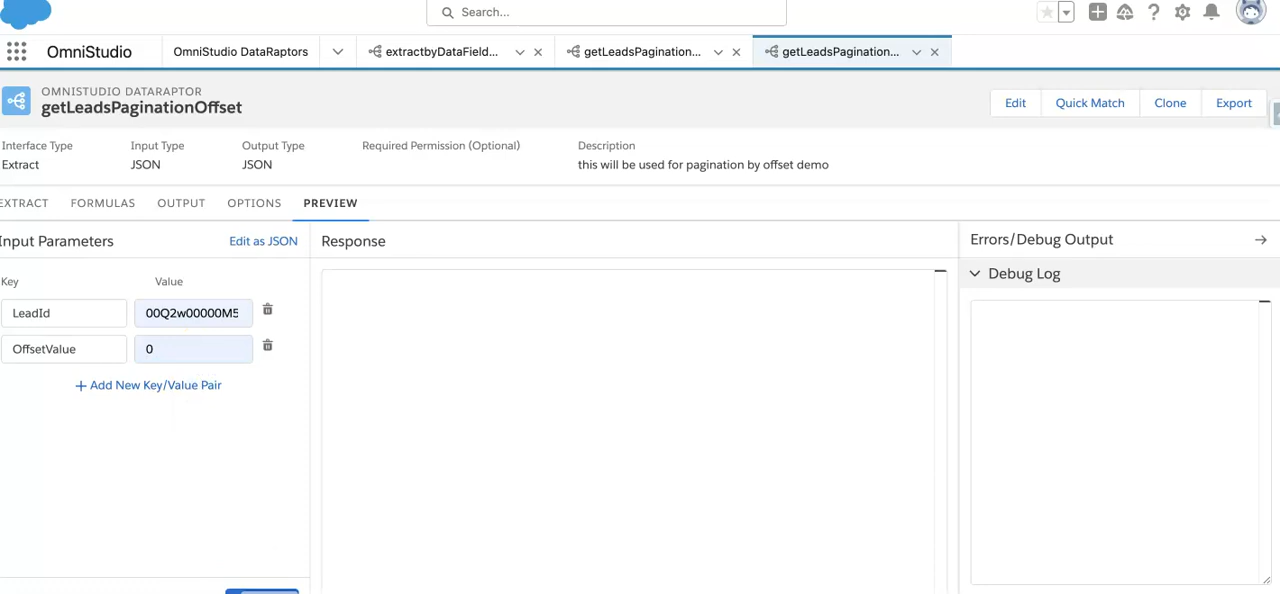 Search...
OmniStudio
OmniStudio DataRaptors
extractbyDataField...
getLeadsPagination...
getLeadsPagination...
OMNISTUDIO DATARAPTOR
getLeadsPaginationOffset
Edit
Quick Match
Clone
Export
Interface Type
Input Type
Output Type
Required Permission (Optional)
Description
Extract
JSON
JSON
this will be used for pagination by offset demo
EXTRACT
FORMULAS
OUTPUT
OPTIONS
PREVIEW
Input Parameters
Edit as JSON
Response
Errors/Debug Output
Debug Log
Key
Value
LeadId
00Q2w00000M5
OffsetValue
0
Add New Key/Value Pair